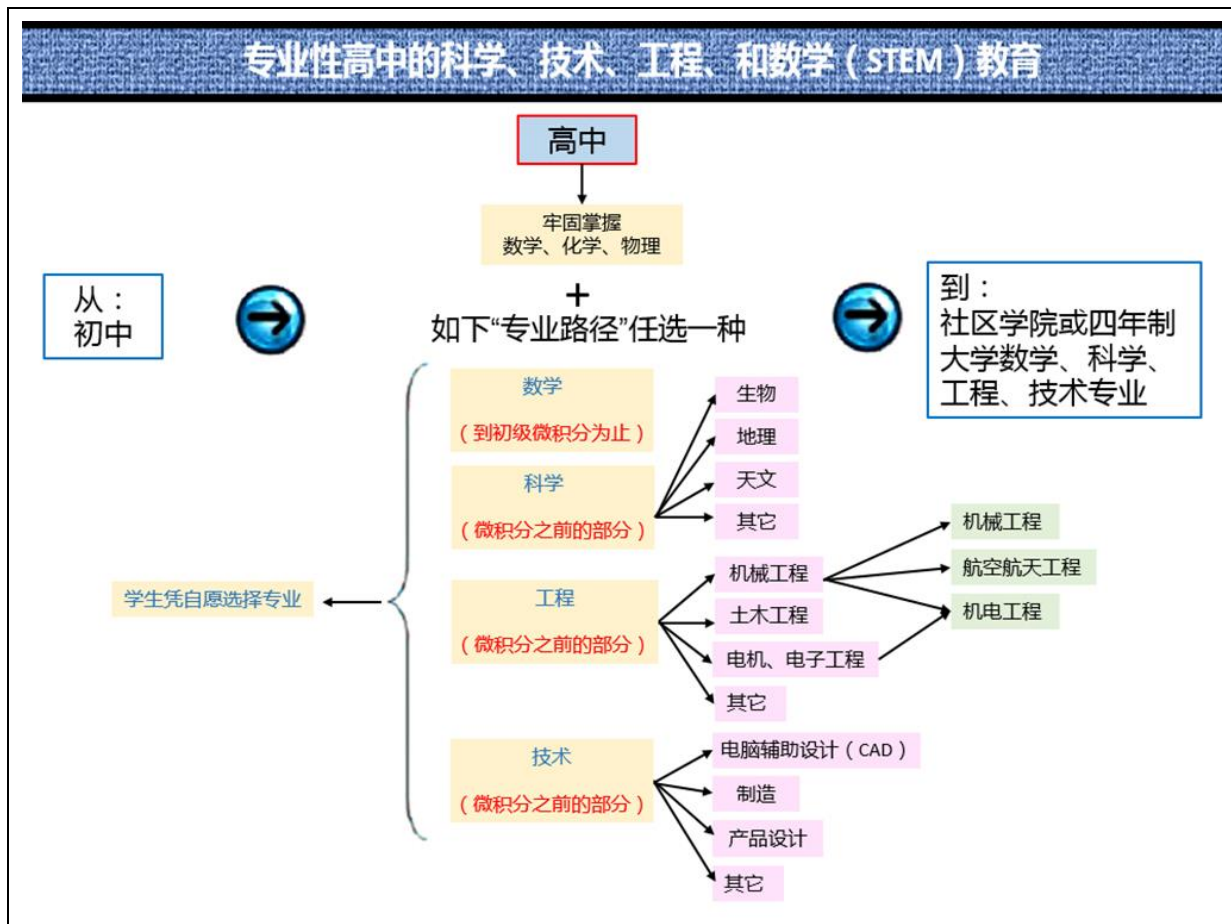 专业性高中的科学、技术、工程、和数学（STEM）教育
高中
牢固掌握
数学、化学、物理
从：
初中
+
如下“专业路径”任选一种
到：
社区学院或四年制
大学数学、科学、
工程、技术专业
学生凭自愿选择专业
数学
（到初级微积分为止）
科学
（微积分之前的部分）
生物
地理
天文
其它
工程
（微积分之前的部分）
机械工程
土木工程
电机、电子工程
其它
机械工程
航空航天工程
机电工程
技术
（微积分之前的部分）
电脑辅助设计（CAD）
制造
产品设计
其它